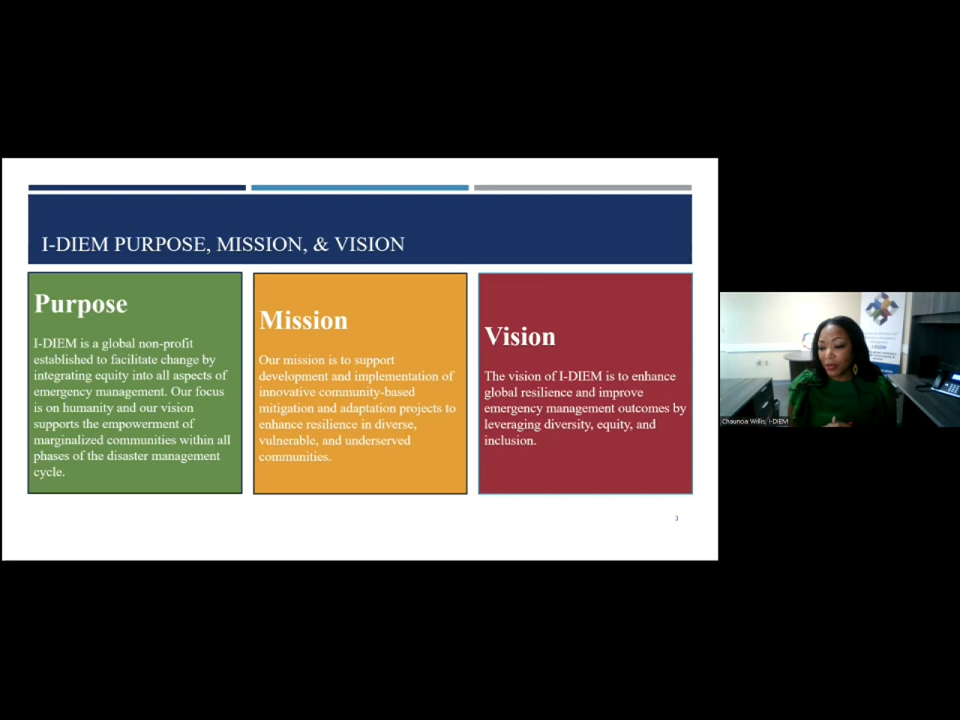 I-DIEM PURPOSE, MISSION, & VISION
Purpose
I-DIEM is a global non-profit
established to facilitate change by
integrating equity into all aspects of
emergency management. Our focus
is on humanity and our vision
supports the empowerment of
marginalized communities within all
phases of the disaster management
cycle.
Mission
Our mission is to support
development and implementation of
innovative community-based
mitigation and adaptation projects to
enhance resilience in diverse,
vulnerable, and underserved
communities.
Vision
The vision of I-DIEM is to enhance
global resilience and improve
emergency management outcomes by
leveraging diversity, equity, and
inclusion.
3
Chauncia Willis, I-DIEM